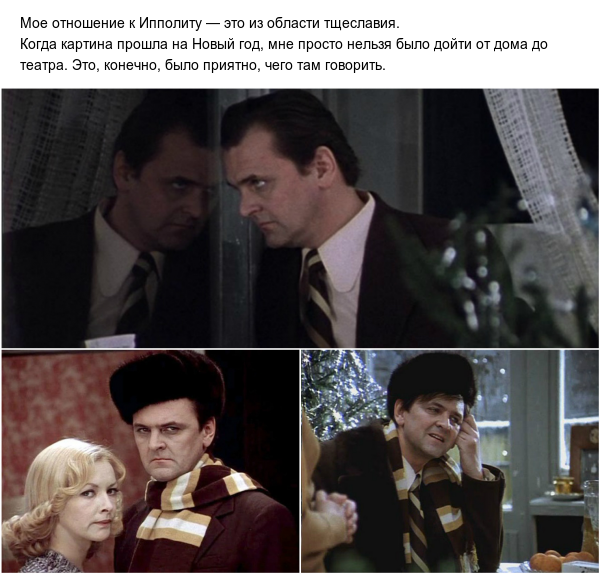 Мое отношение к Ипполиту — это из области тщеславия.
Когда картина прошла на Новый год, мне просто нельзя было дойти от дома до
театра. Это, конечно, было приятно, чего там говорить.